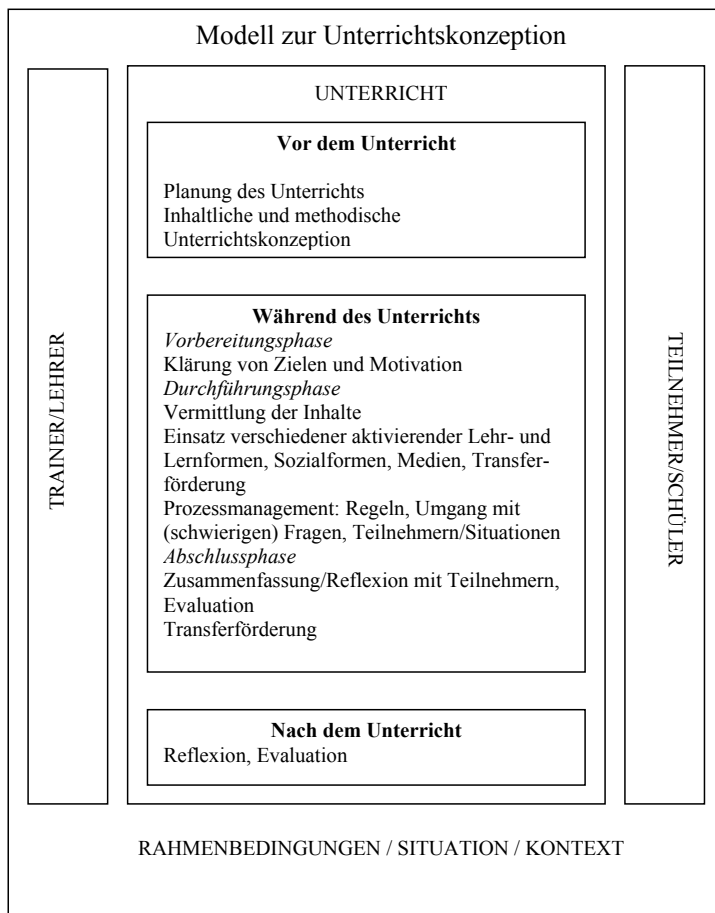 Modell zur Unterrichtskonzeption
TRAINER/LEHRER
UNTERRICHT
Vor dem Unterricht
Planung des Unterrichts
Inhaltliche und methodische
Unterrichtskonzeption
Während des Unterrichts
Vorbereitungsphase
Klärung von Zielen und Motivation
Durchführungsphase
Vermittlung der Inhalte
Einsatz verschiedener aktivierender Lehr- und
Lernformen, Sozialformen, Medien, Transfer-
förderung
Prozessmanagement: Regeln, Umgang mit
(schwierigen) Fragen, Teilnehmern/Situationen
Abschlussphase
Zusammenfassung/Reflexion mit Teilnehmern,
Evaluation
Transferförderung
Nach dem Unterricht
Reflexion, Evaluation
TEILNEHMER/SCHÜLER
RAHMENBEDINGUNGEN / SITUATION / KONTEXT